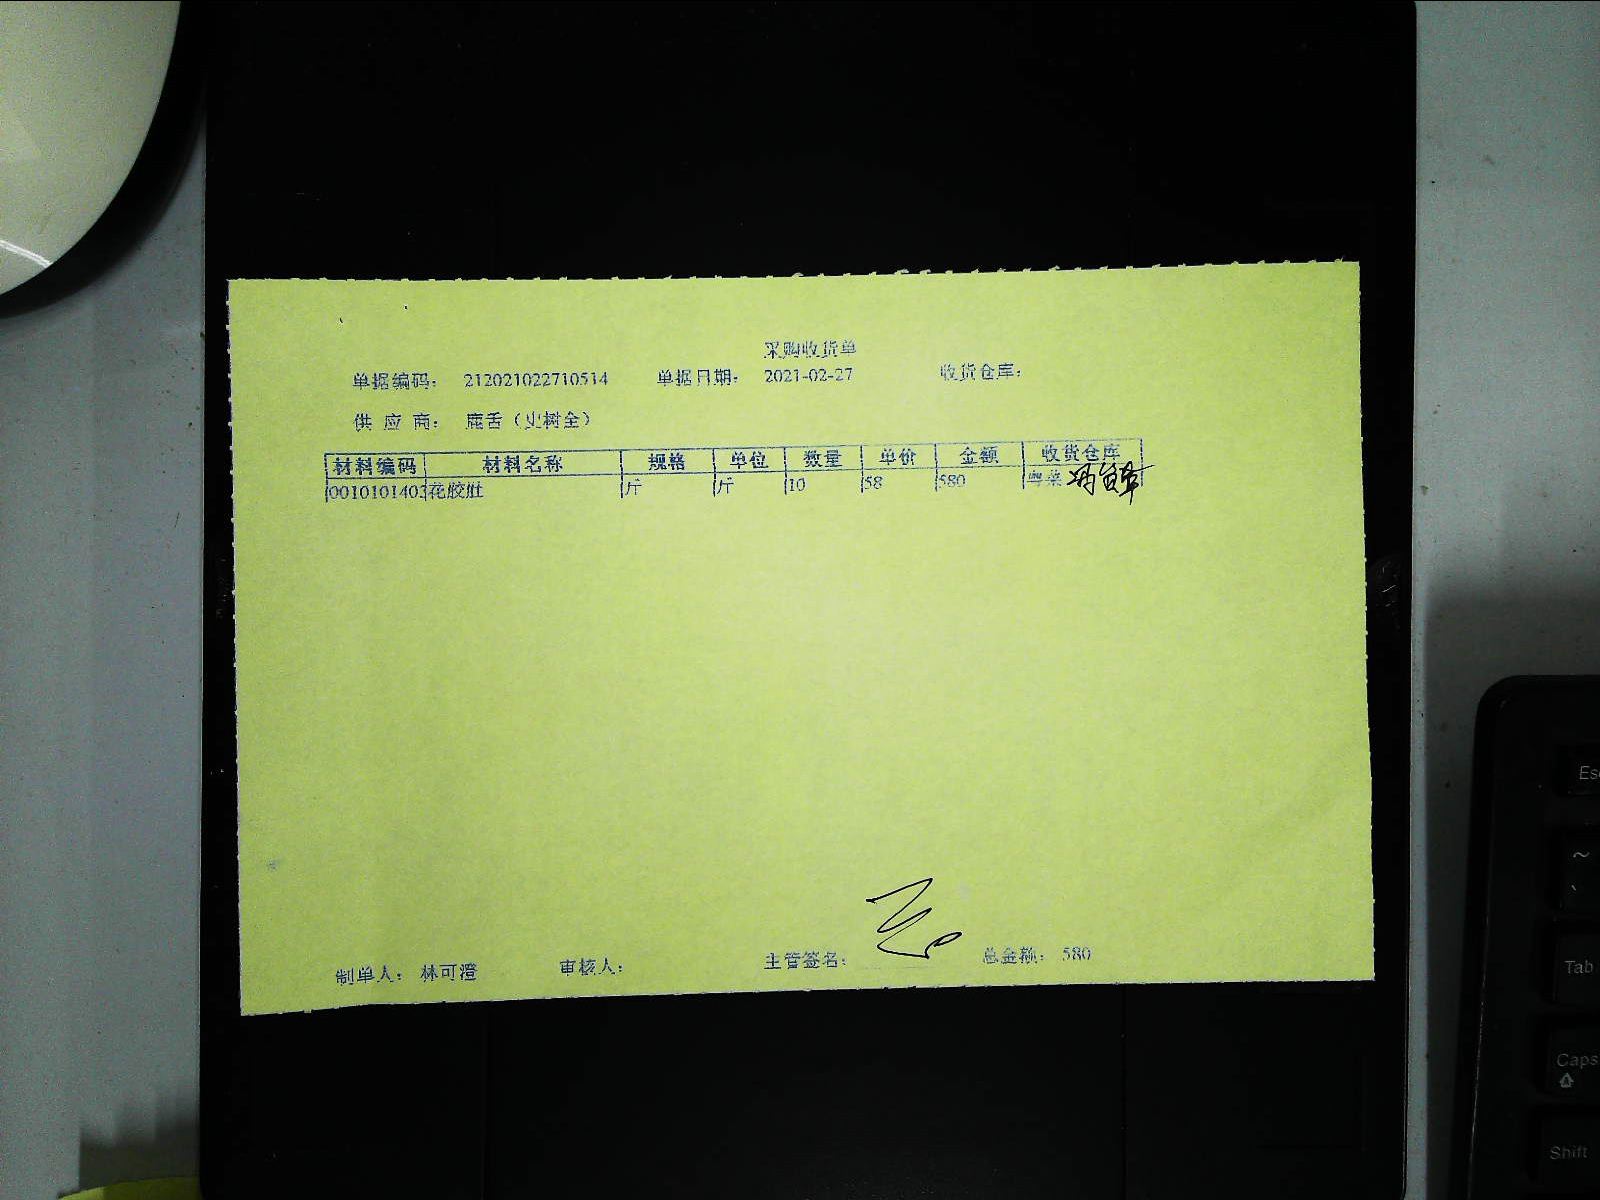 采购收货单
单据编码： 212021022710514 单据日期： 2021-02-27 收货仓库：
供 应 商： 鹿舌（史树全）
材料编码 材料名称 规格 单位 数量 单价 金额 收货仓库
0010101403 花胶肚 斤 斤 10 58 580 粤菜
制单人： 林可澄 审核人： 主管签名： 总金额： 580
Esc
~
`
Tab
Caps
Shift